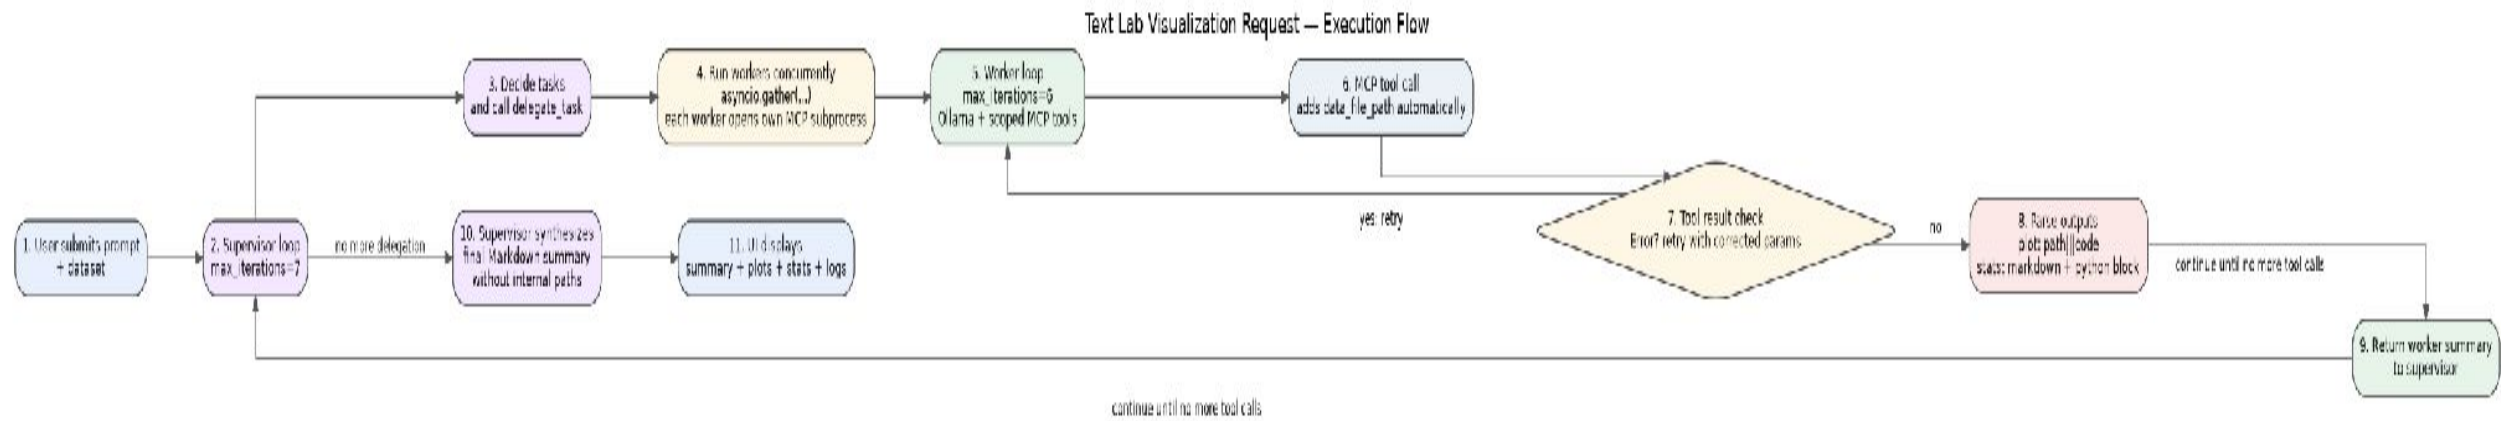 Text Lab Visualization Request — Execution Flow
1. User submits prompt
+ dataset
2. Supervisor loop
max_iterations=7
3. Decide tasks
and call delegate_task
4. Run workers concurrently
asyncio.gather(...)
each worker opens own MCP subprocess
5. Worker loop
max_iterations=6
Ollama + scoped MCP tools
6. MCP tool call
adds data_file_path automatically
7. Tool result check
Error? retry with corrected params
yes: retry
no
8. Parse outputs
plot: path||code
stats: markdown + python block
continue until no more tool calls
9. Return worker summary
to supervisor
continue until no more tool calls
no more delegation
10. Supervisor synthesizes
final Markdown summary
without internal paths
11. UI displays
summary + plots + stats + logs